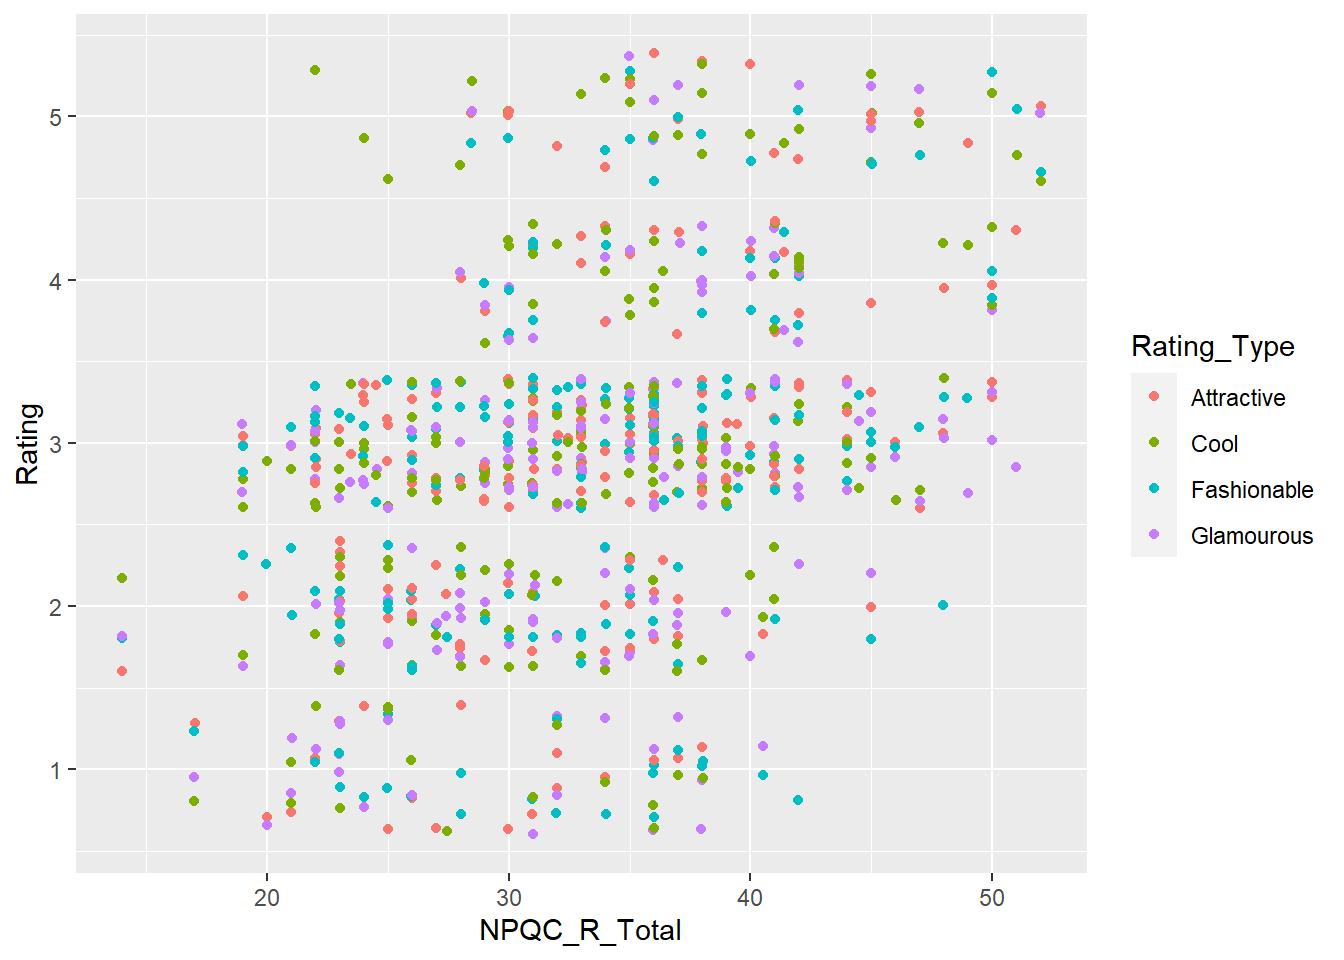 5
4
3
2
1
Rating
20 30 40 50
NPQC_R_Total
Rating_Type
Attractive
Cool
Fashionable
Glamourous